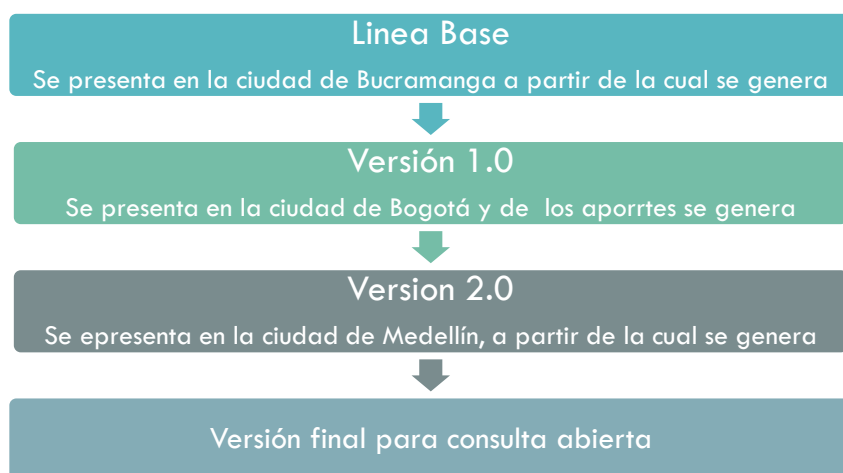 Linea Base
Se presenta en la ciudad de Bucramanga a partir de la cual se genera
Versión 1.0
Se presenta en la ciudad de Bogotá y de los aporrtes se genera
Version 2.0
Se epresenta en la ciudad de Medellín, a partir de la cual se genera
Versión final para consulta abierta